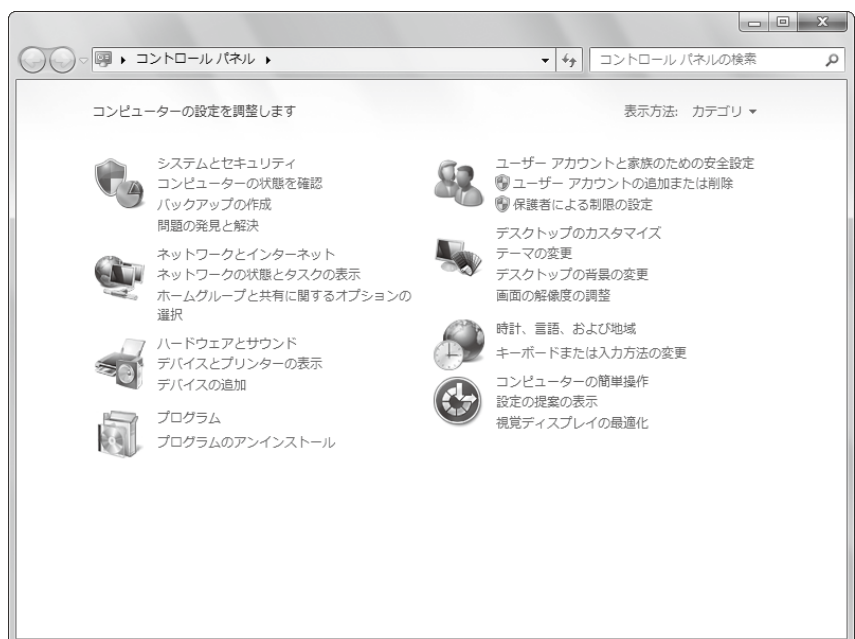 コントロール パネル
コントロール パネルの検索
コンピューターの設定を調整します
表示方法: カテゴリ
システムとセキュリティ
コンピューターの状態を確認
バックアップの作成
問題の発見と解決
ネットワークとインターネット
ネットワークの状態とタスクの表示
ホームグループと共有に関するオプションの
選択
ハードウェアとサウンド
デバイスとプリンターの表示
デバイスの追加
プログラム
プログラムのアンインストール
ユーザー アカウントと家族のための安全設定
ユーザー アカウントの追加または削除
保護者による制限の設定
デスクトップのカスタマイズ
テーマの変更
デスクトップの背景の変更
画面の解像度の調整
時計、言語、および地域
キーボードまたは入力方法の変更
コンピューターの簡単操作
設定の提案の表示
視覚ディスプレイの最適化